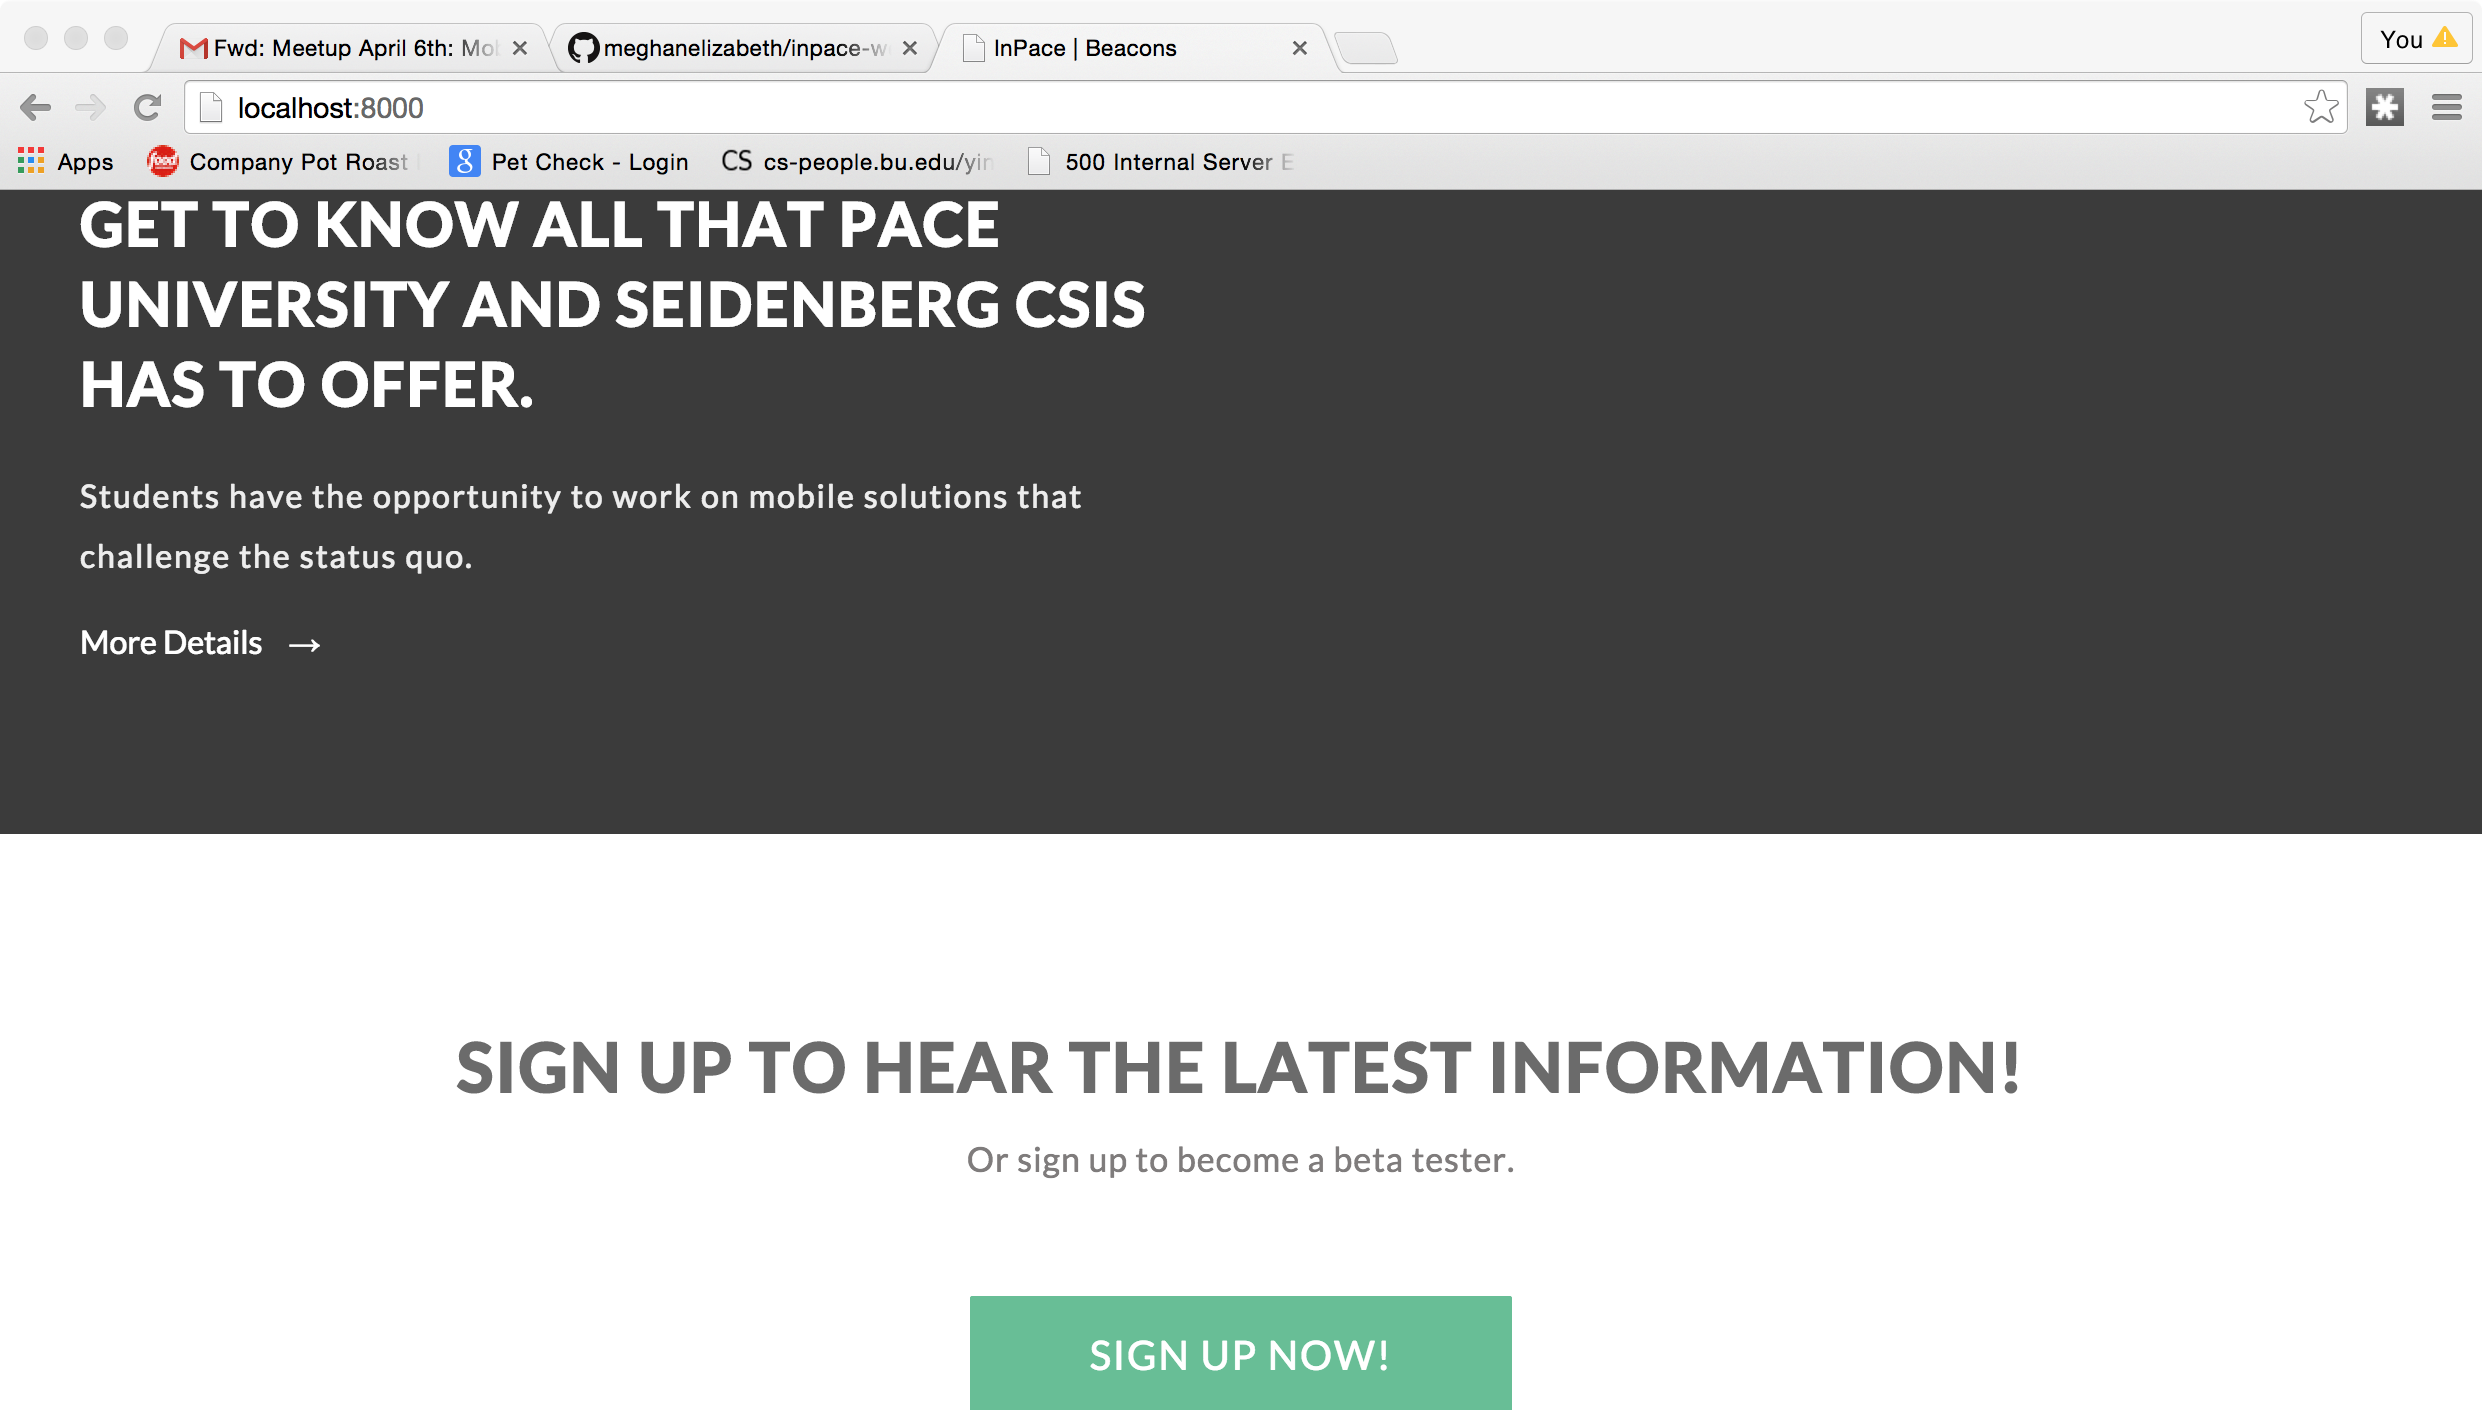 Fwd: Meetup April 6th: Mob
meghanelizabeth/inpace-w
InPace | Beacons
You
localhost:8000
Apps
Company Pot Roast
Pet Check - Login
CS cs-people.bu.edu/yin
500 Internal Server E
GET TO KNOW ALL THAT PACE
UNIVERSITY AND SEIDENBERG CSIS
HAS TO OFFER.
Students have the opportunity to work on mobile solutions that
challenge the status quo.
More Details →
SIGN UP TO HEAR THE LATEST INFORMATION!
Or sign up to become a beta tester.
SIGN UP NOW!